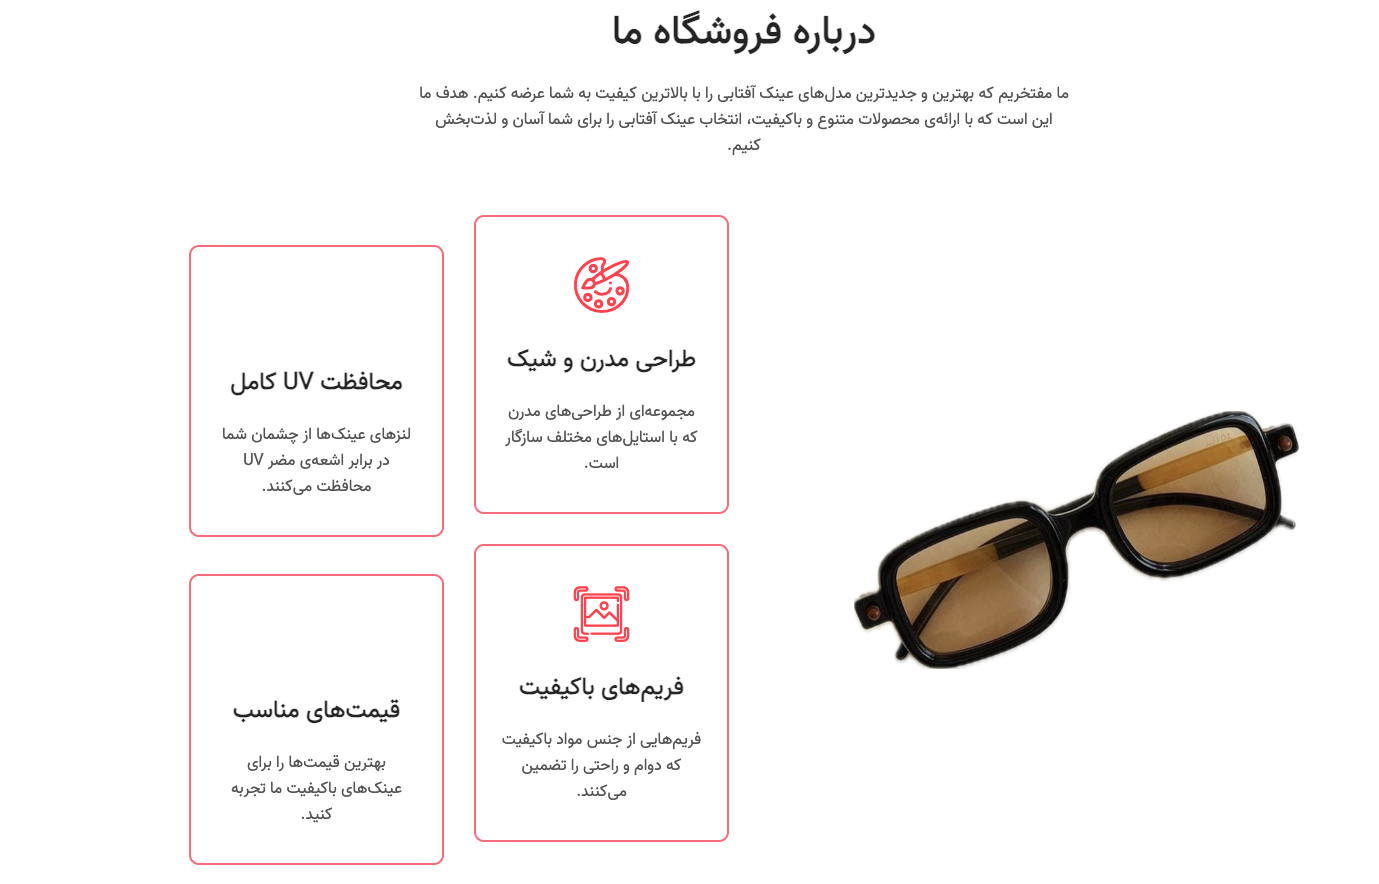 درباره فروشگاه ما
ما مفتخریم که بهترین و جدیدترین مدل‌های عینک آفتابی را با بالاترین کیفیت به شما عرضه کنیم. هدف ما
این است که با ارائه‌ی محصولات متنوع و باکیفیت، انتخاب عینک آفتابی را برای شما آسان و لذت‌بخش
کنیم.
طراحی مدرن و شیک
مجموعه‌ای از طراحی‌های مدرن
که با استایل‌های مختلف سازگار
است.
محافظت UV کامل
لنزهای عینک‌ها از چشمان شما
در برابر اشعه‌ی مضر UV
محافظت می‌کنند.
فریم‌های باکیفیت
فریم‌هایی از جنس مواد باکیفیت
که دوام و راحتی را تضمین
می‌کنند.
قیمت‌های مناسب
بهترین قیمت‌ها را برای
عینک‌های باکیفیت ما تجربه
کنید.